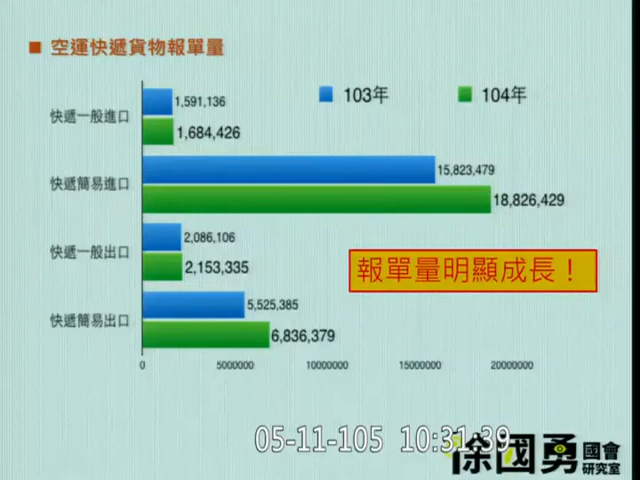 ■ 空運快遞貨物報單量
103年
104年
快遞一般進口
1,591,136
1,684,426
快遞簡易進口
15,823,479
18,826,429
快遞一般出口
2,086,106
2,153,335
報單量明顯成長！
快遞簡易出口
5,525,385
6,836,379
0 5000000 10000000 15000000 20000000
05-11-105 10:31:39
徐國勇 國會
研究室